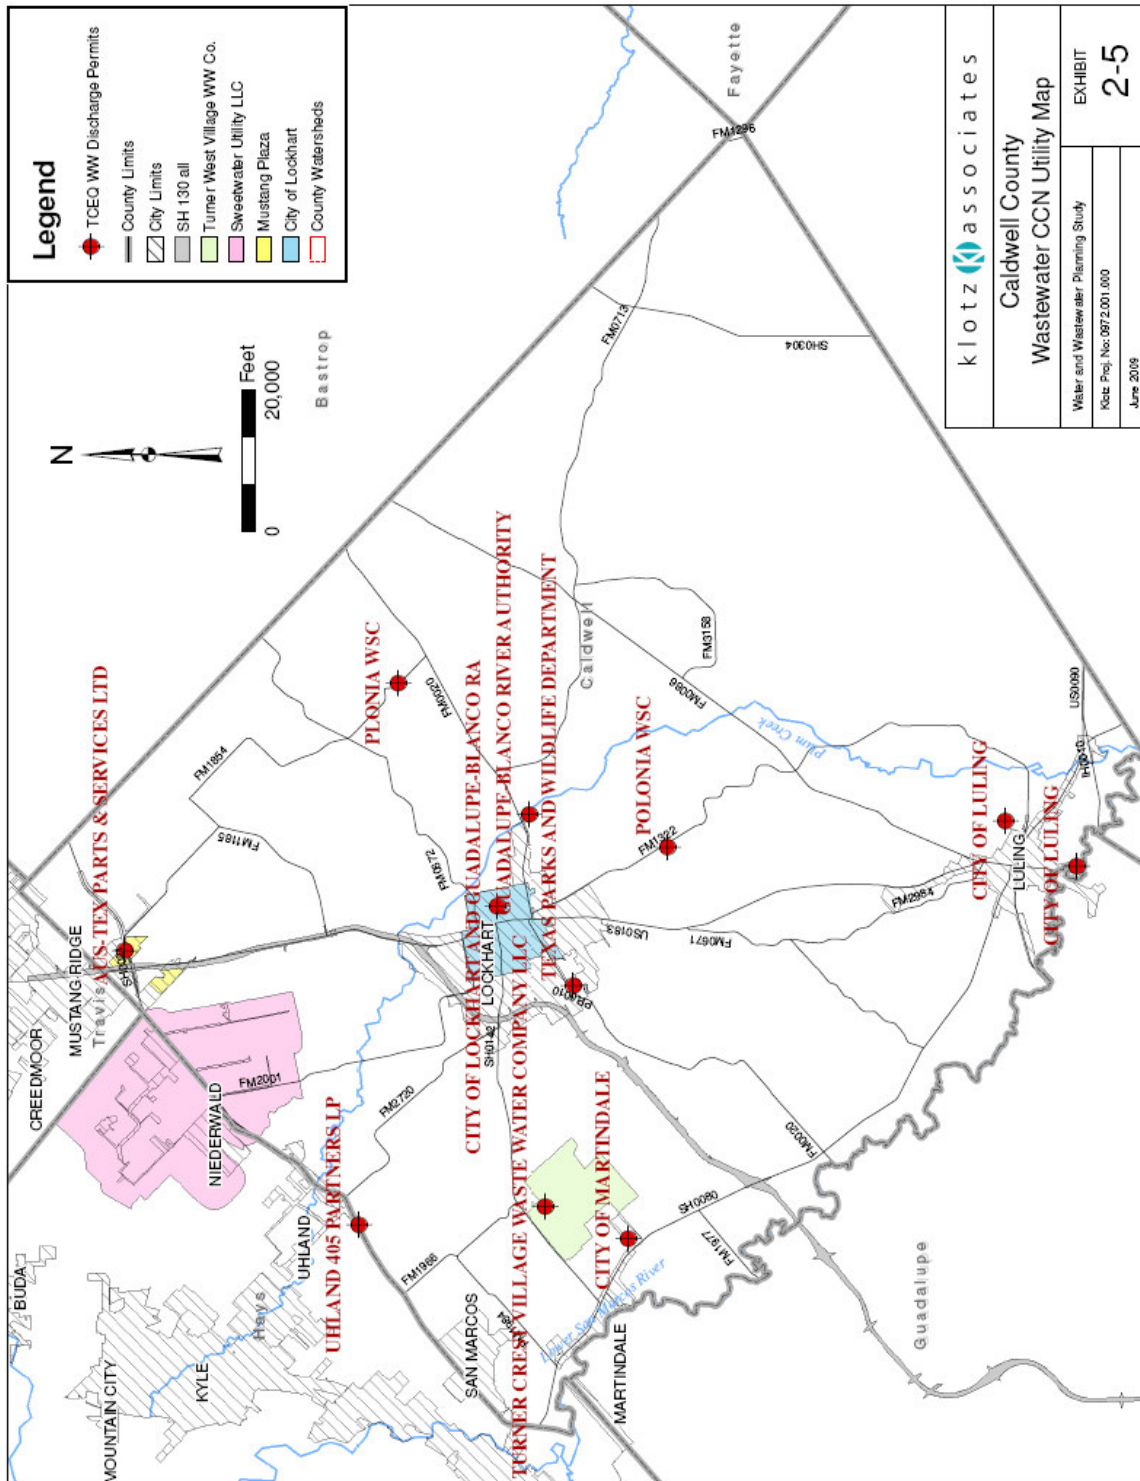 Legend
TCEQ WW Discharge Permits
County Limits
City Limits
SH 130 all
Turner West Village WW Co.
Sweetwater Utility LLC
Mustang Plaza
City of Lockhart
County Watersheds
N
0
20,000
Feet
Bastrop
Fayette
FM1296
FM0713
SH0304
CREEDMOOR
MUSTANG RIDGE
Travis
AUS-TEX PARTS & SERVICES LTD
FM1854
FM1185
PLONIA WSC
FM0020
FM0672
BUDA
MOUNTAIN CITY
KYLE
Hays
NIEDERWALD
FM2001
UHLAND
UHLAND 405 PARTNERS LP
FM2720
FM1966
SAN MARCOS
CITY OF LOCKHART AND GUADALUPE-BLANCO RA
LOCKHART
SH0142
GUADALUPE-BLANCO RIVER AUTHORITY
TURNER CREST VILLAGE WASTE WATER COMPANY LLC
TEXAS PARKS AND WILDLIFE DEPARTMENT
Caldwell
FM3158
FM0086
Plum Creek
POLONIA WSC
FM1322
US0183
FM0671
FM2984
CITY OF MARTINDALE
MARTINDALE
Lower San Marcos River
SH0080
FM1977
FM0020
Guadalupe
CITY OF LULING
LULING
CITY OF LULING
US0090
IH0010
klotz associates
Caldwell County
Wastewater CCN Utility Map
Water and Wastewater Planning Study
Klotz Proj. No: 0972.001.000
June 2009
EXHIBIT
2-5